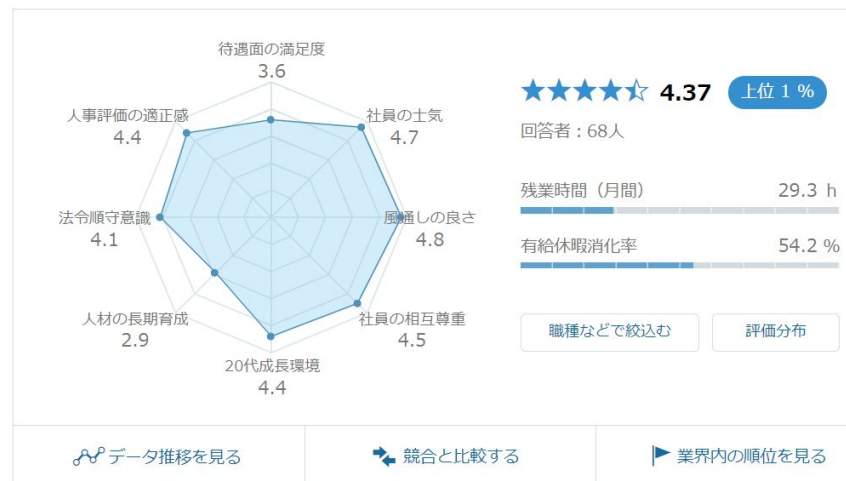 待遇面の満足度
3.6
人事評価の適正感
4.4
社員の士気
4.7
法令順守意識
4.1
風通しの良さ
4.8
人材の長期育成
2.9
社員の相互尊重
4.5
20代成長環境
4.4
4.37 上位 1 %
回答者：68人
残業時間（月間） 29.3 h
有給休暇消化率 54.2 %
職種などで絞込む 評価分布
データ推移を見る 競合と比較する 業界内の順位を見る